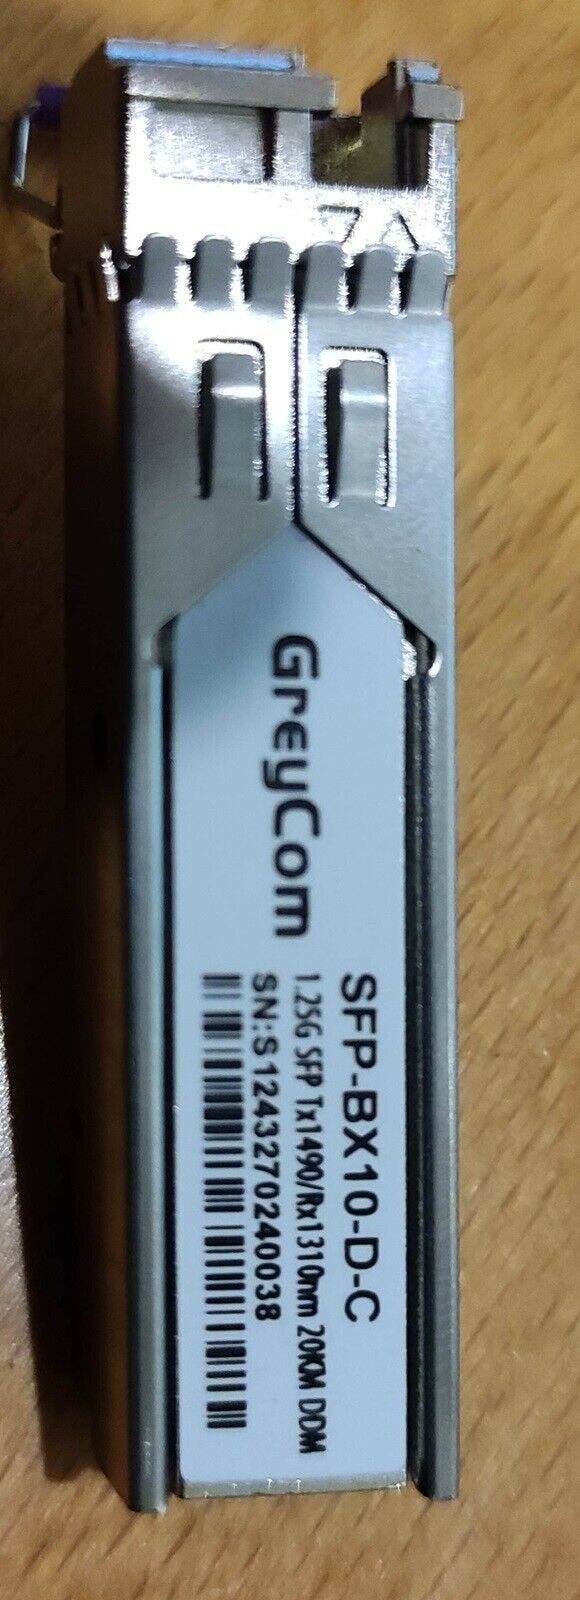 GreyCom
SFP-BX10-D-C
1.25G SFP Tx1490/Rx1310nm 20KM DDM
SN:S1243270240038